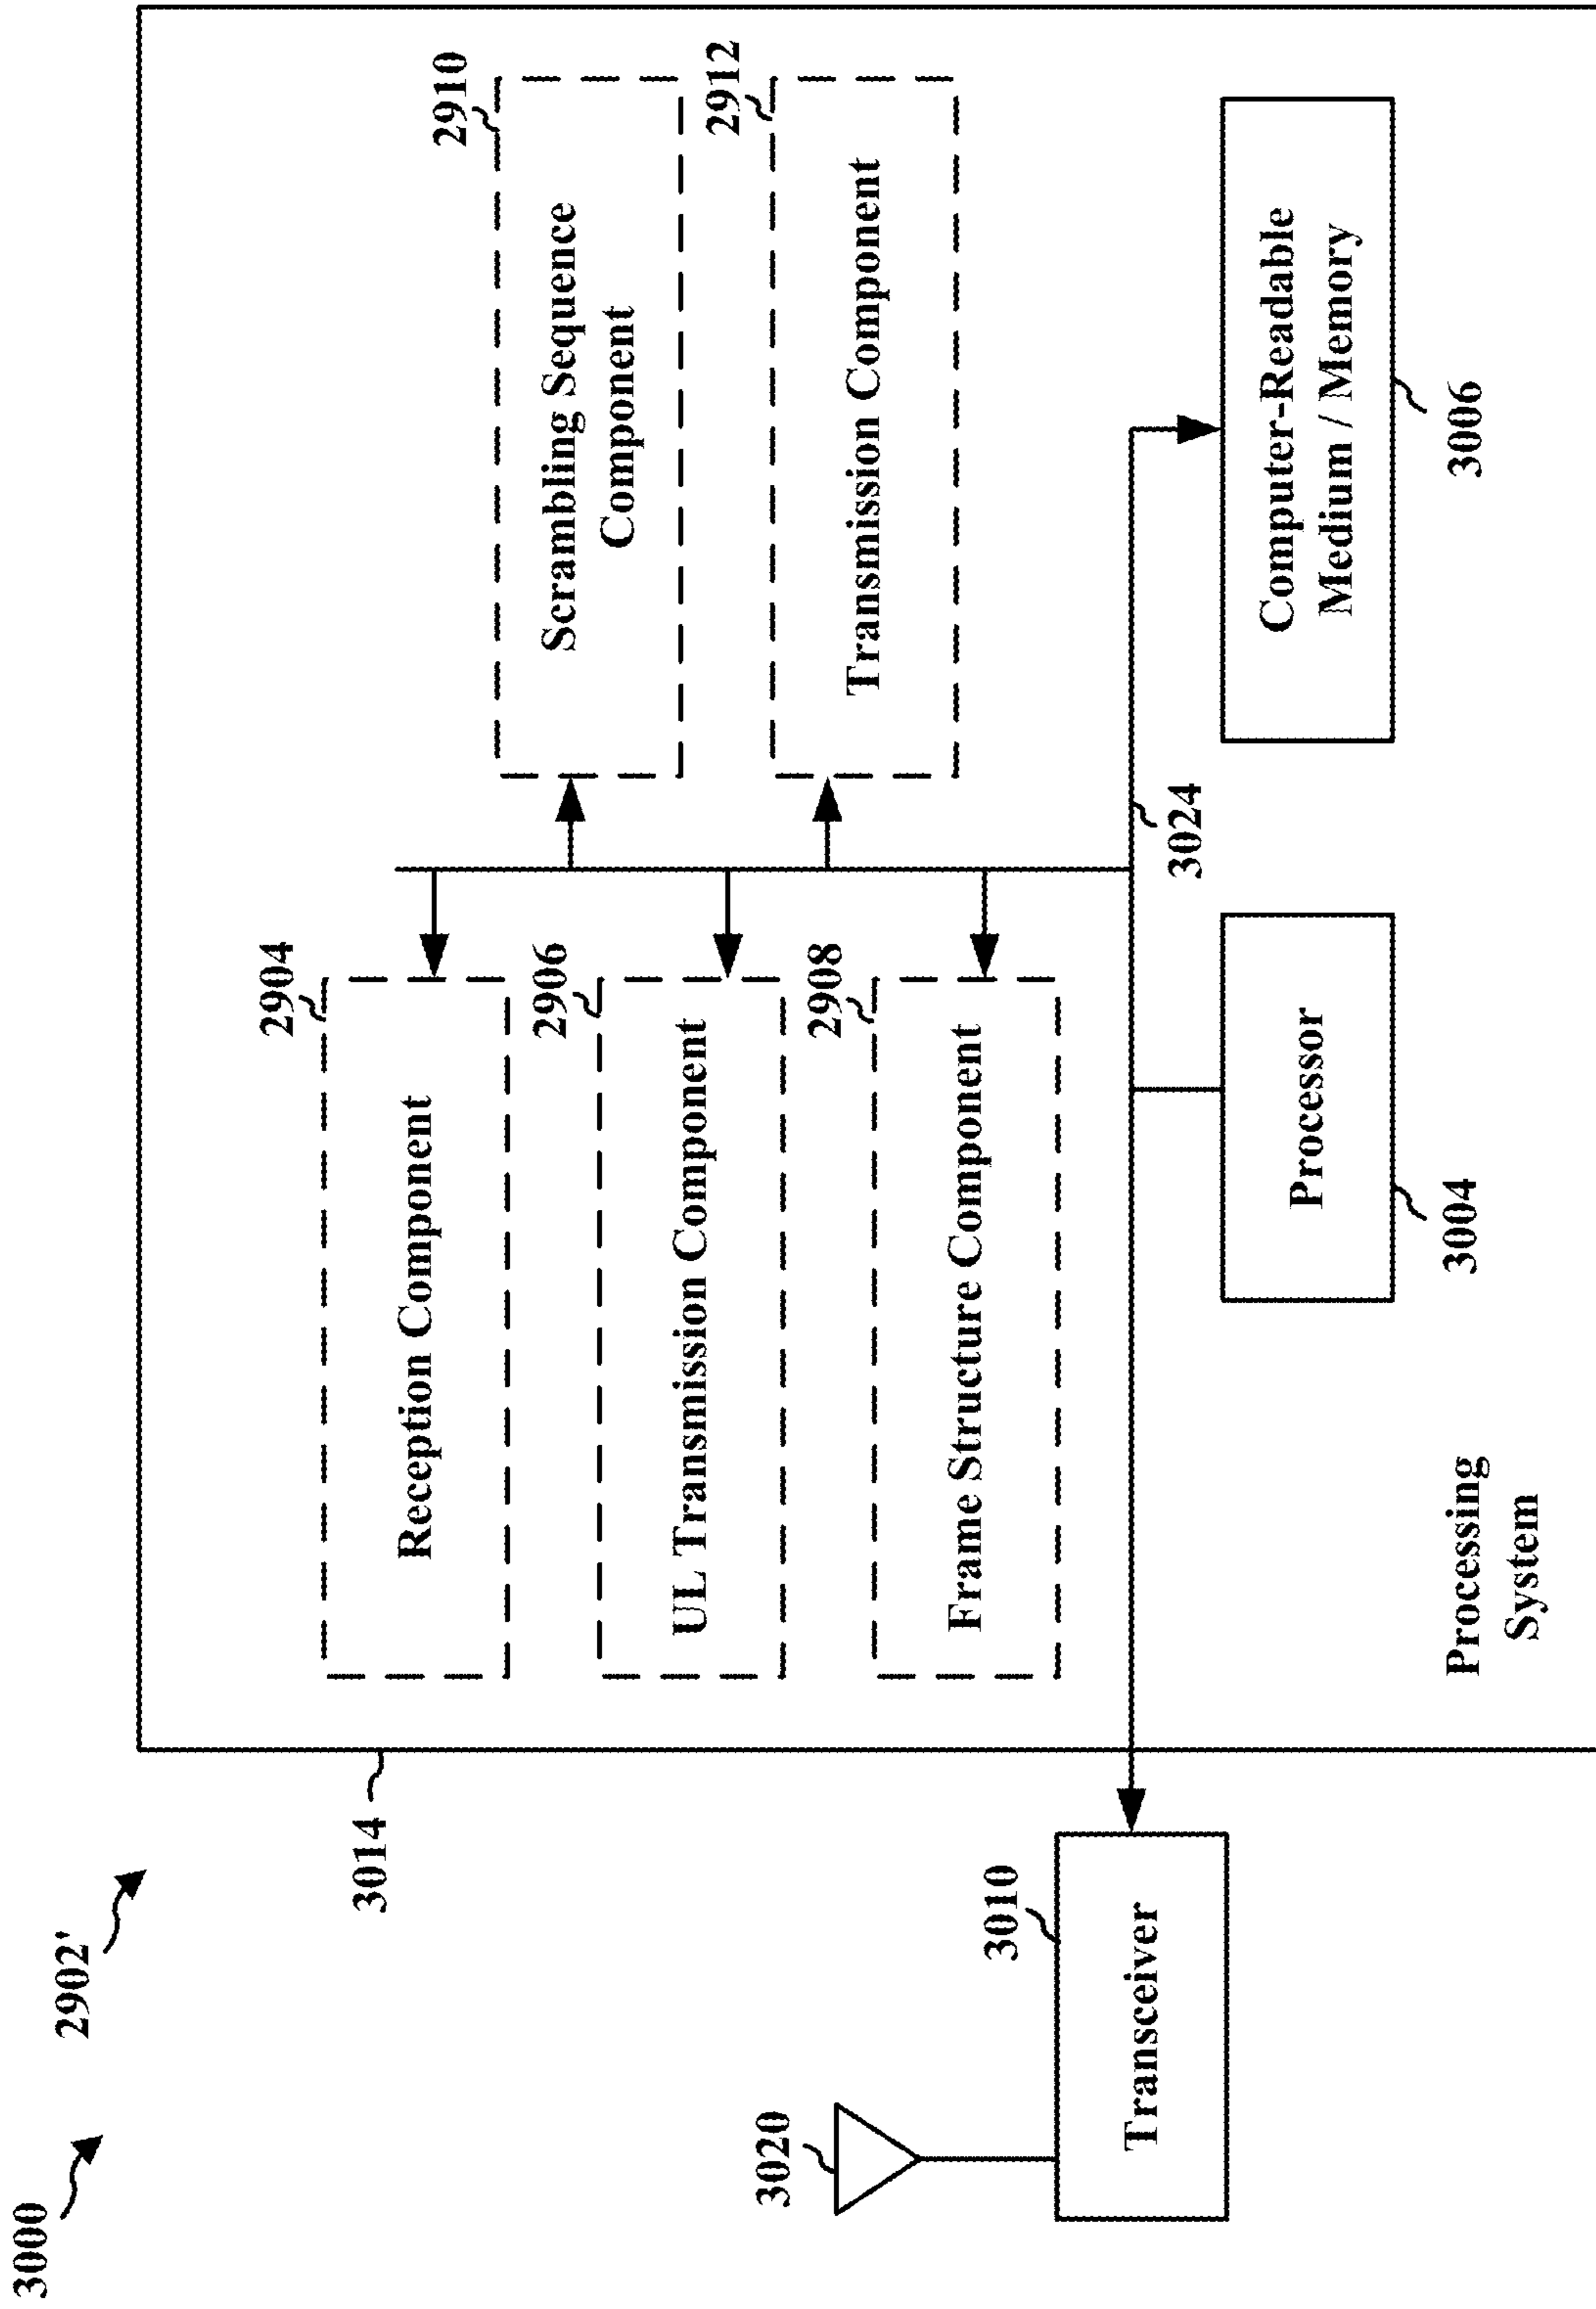 3000
2902'
3014
2904
Reception Component
2906
UL Transmission Component
2908
Frame Structure Component
2910
Scrambling Sequence
Component
2912
Transmission Component
3024
3020
3010
Transceiver
Processor
3004
Computer-Readable
Medium / Memory
3006
Processing
System